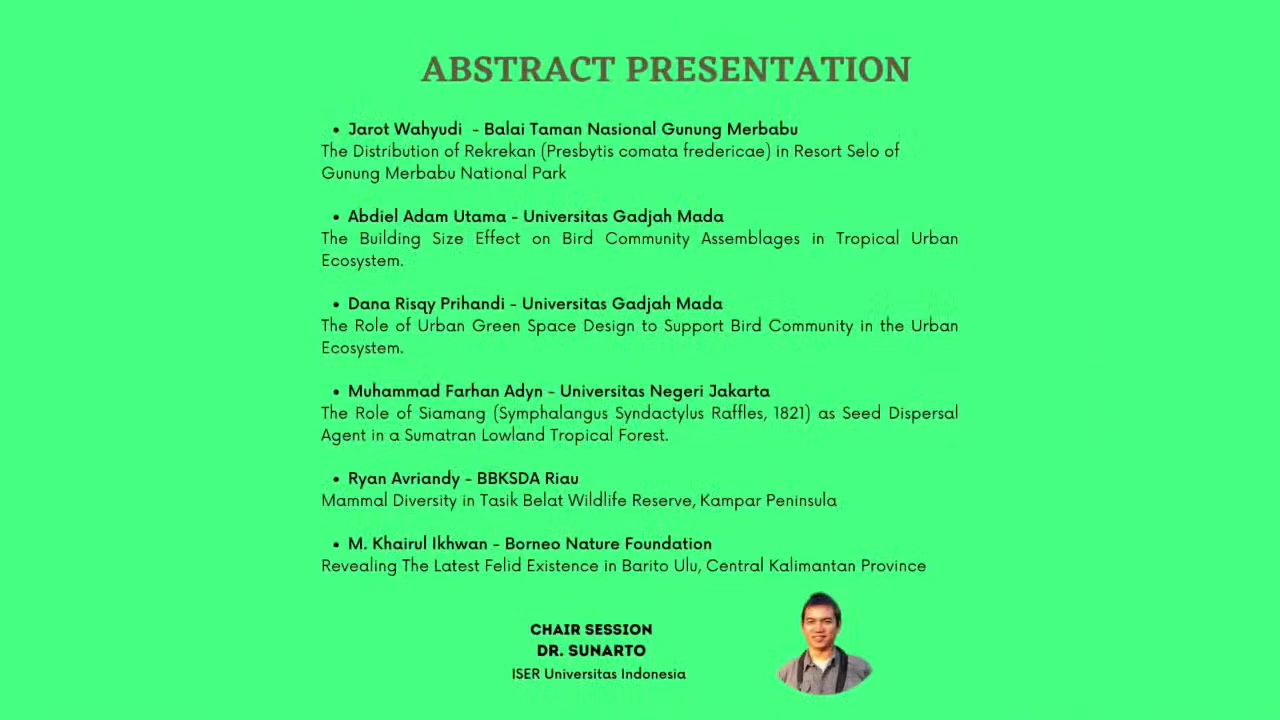 ABSTRACT PRESENTATION
• Jarot Wahyudi - Balai Taman Nasional Gunung Merbabu
The Distribution of Rekrekan (Presbytis comata fredericae) in Resort Selo of
Gunung Merbabu National Park
• Abdiel Adam Utama - Universitas Gadjah Mada
The Building Size Effect on Bird Community Assemblages in Tropical Urban
Ecosystem.
• Dana Risqy Prihandi - Universitas Gadjah Mada
The Role of Urban Green Space Design to Support Bird Community in the Urban
Ecosystem.
• Muhammad Farhan Adyn - Universitas Negeri Jakarta
The Role of Siamang (Symphalangus Syndactylus Raffles, 1821) as Seed Dispersal
Agent in a Sumatran Lowland Tropical Forest.
• Ryan Avriandy - BBKSDA Riau
Mammal Diversity in Tasik Belat Wildlife Reserve, Kampar Peninsula
• M. Khairul Ikhwan - Borneo Nature Foundation
Revealing The Latest Felid Existence in Barito Ulu, Central Kalimantan Province
CHAIR SESSION
DR. SUNARTO
ISER Universitas Indonesia